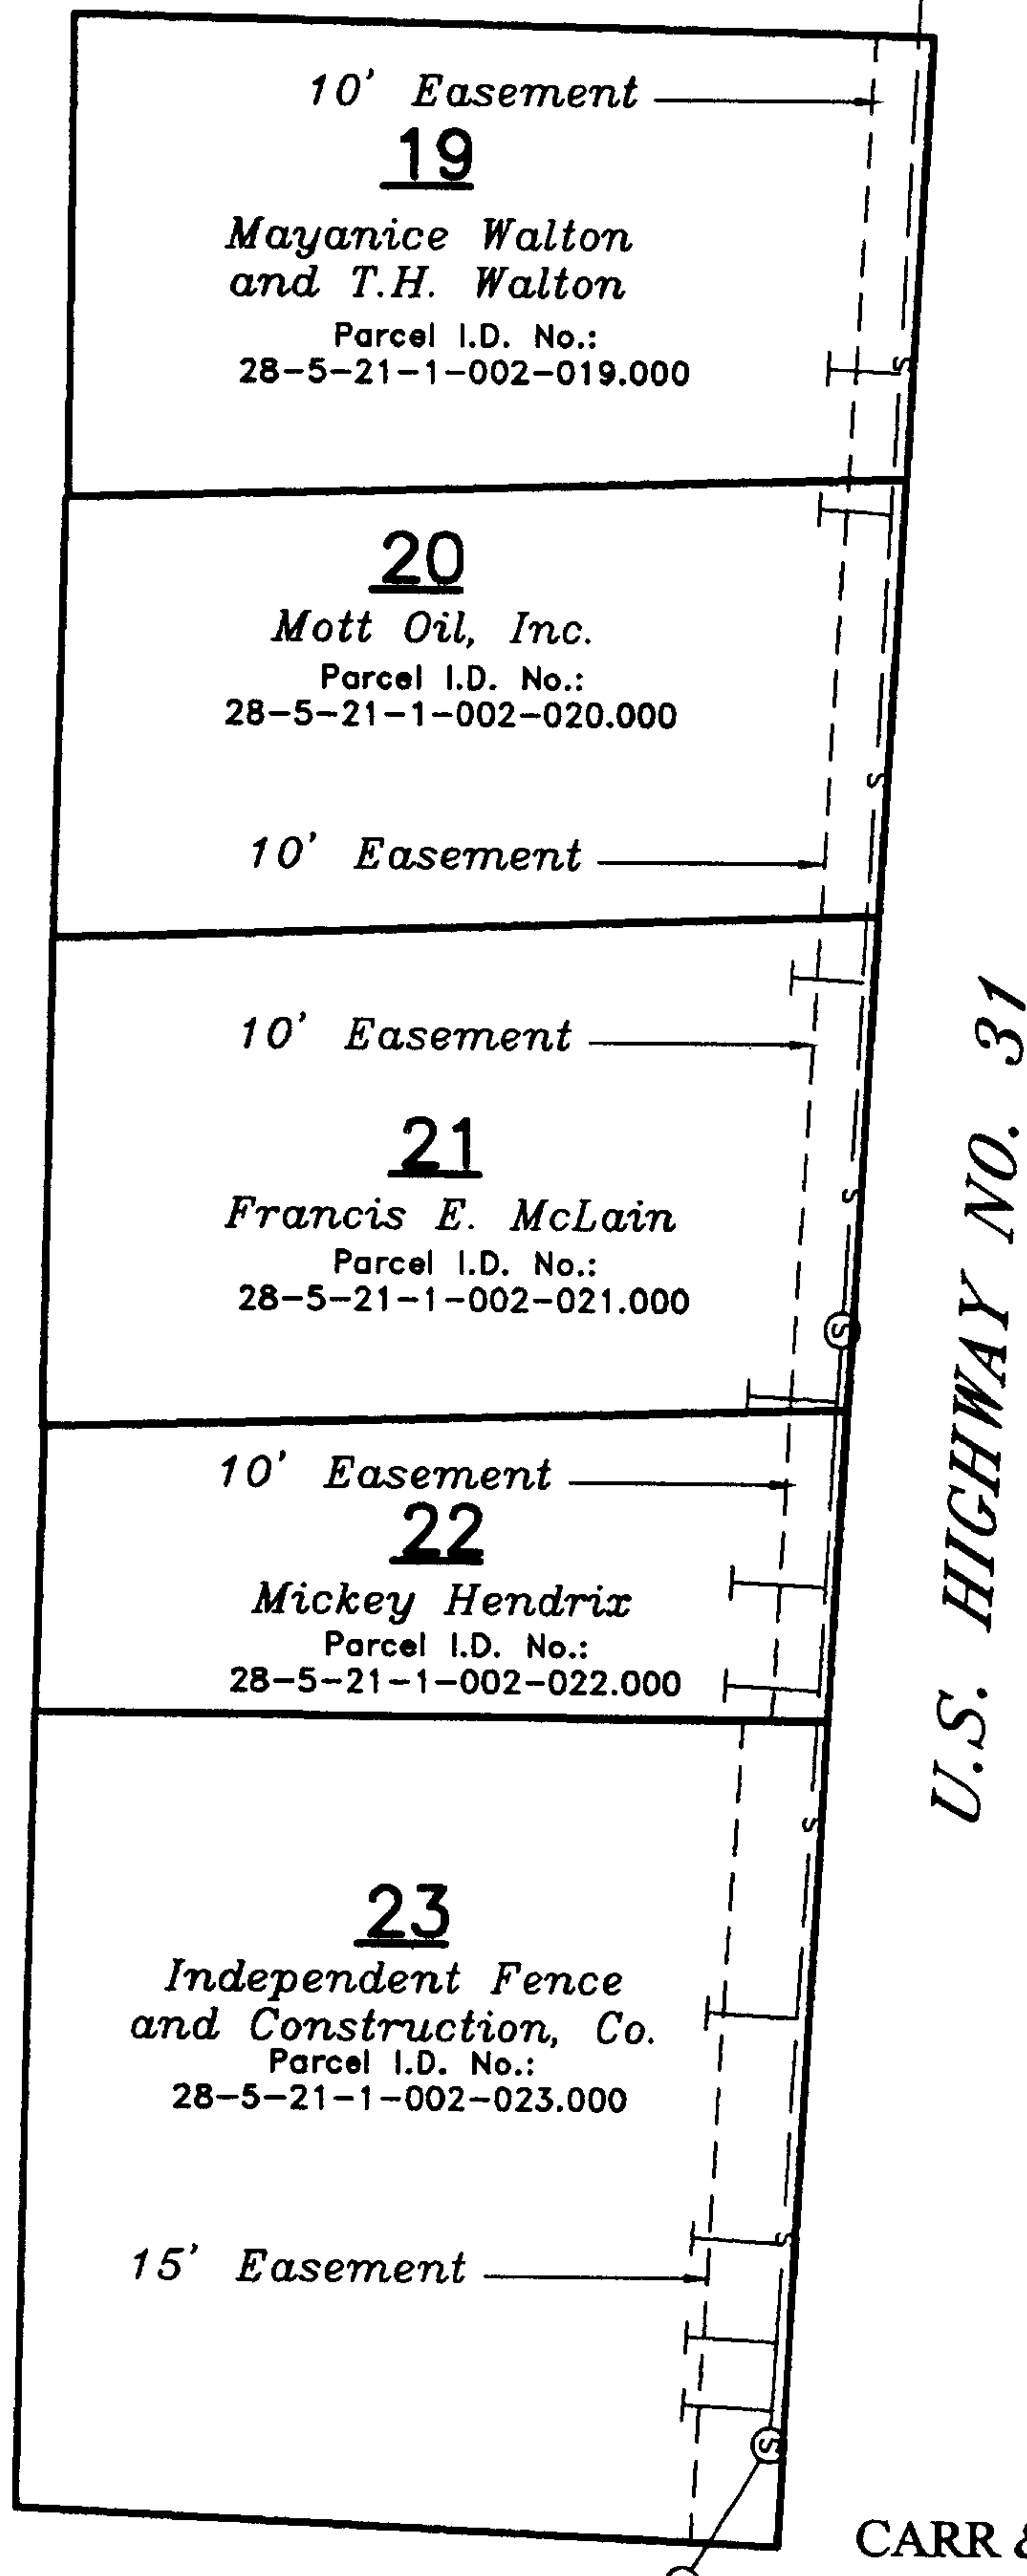 10' Easement
19
Mayanice Walton
and T.H. Walton
Parcel I.D. No.:
28-5-21-1-002-019.000
S
20
Mott Oil, Inc.
Parcel I.D. No.:
28-5-21-1-002-020.000
S
10' Easement
10' Easement
21
S
Francis E. McLain
Parcel I.D. No.:
28-5-21-1-002-021.000
S
10' Easement
22
Mickey Hendrix
Parcel I.D. No.:
28-5-21-1-002-022.000
U.S. HIGHWAY NO. 31
S
23
Independent Fence
and Construction, Co.
Parcel I.D. No.:
28-5-21-1-002-023.000
S
15' Easement
S
CARR &